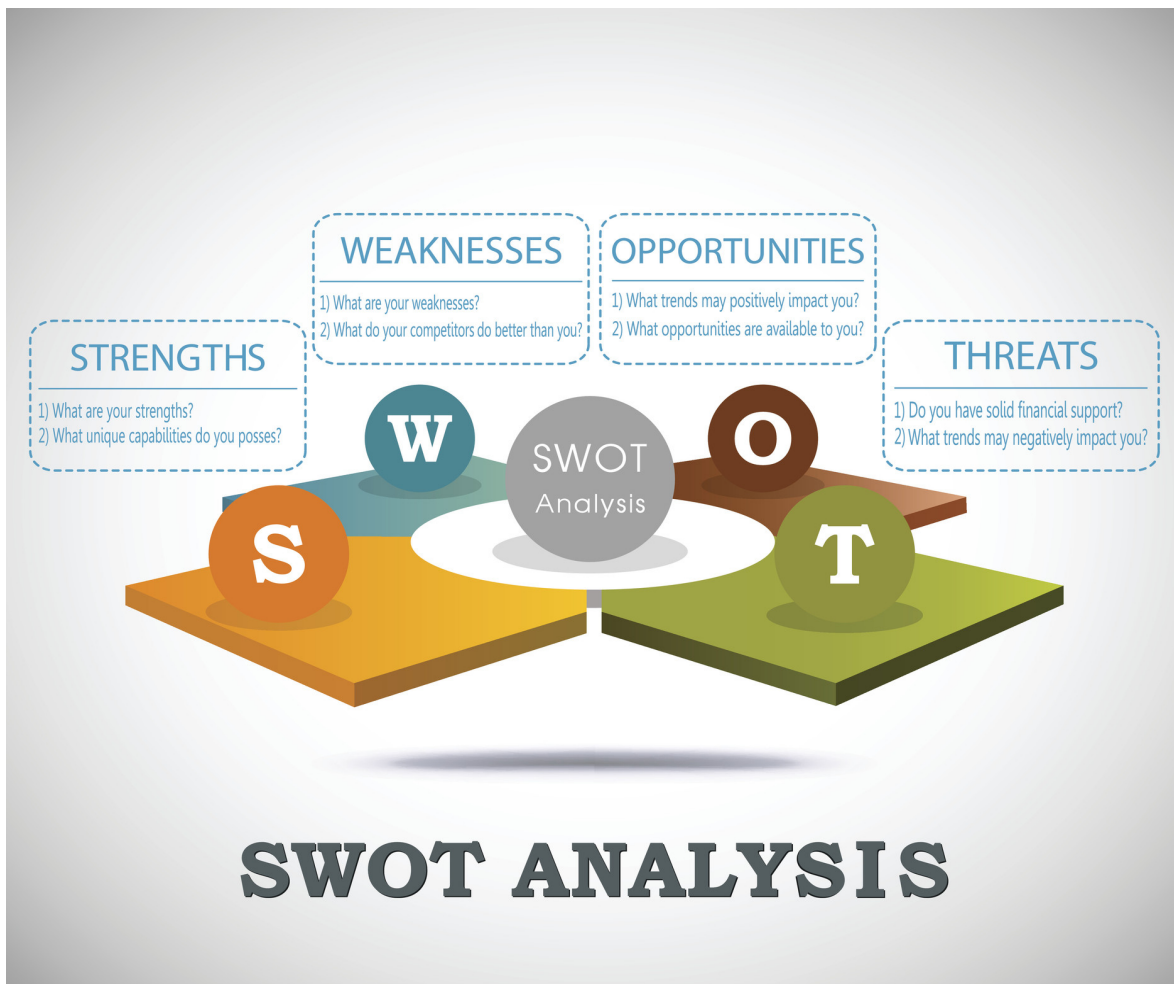 STRENGTHS
1) What are your strengths?
2) What unique capabilities do you posses?
WEAKNESSES
1) What are your weaknesses?
2) What do your competitors do better than you?
OPPORTUNITIES
1) What trends may positively impact you?
2) What opportunities are available to you?
THREATS
1) Do you have solid financial support?
2) What trends may negatively impact you?
S
W
SWOT
Analysis
O
T
SWOT ANALYSIS